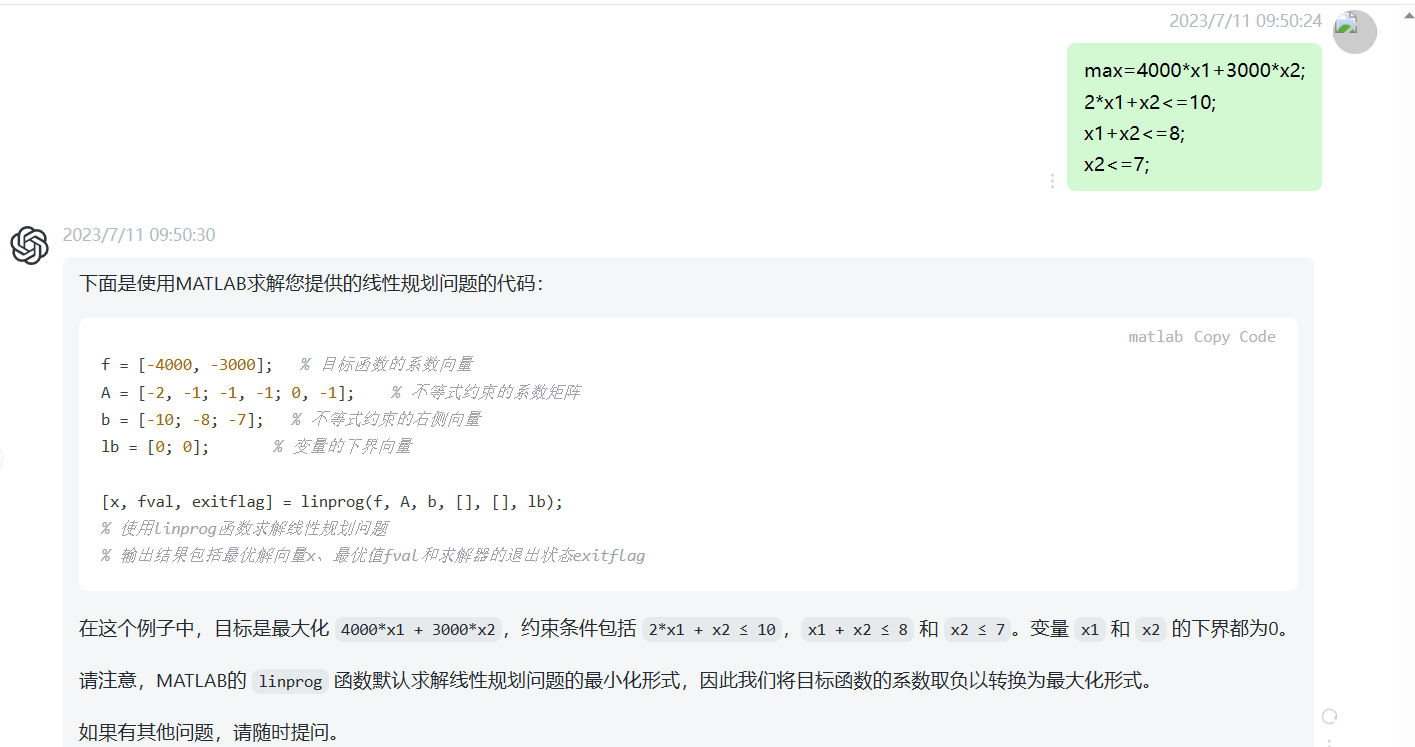 2023/7/11 09:50:24
max=4000*x1+3000*x2;
2*x1+x2<=10;
x1+x2<=8;
x2<=7;
2023/7/11 09:50:30
下面是使用MATLAB求解您提供的线性规划问题的代码：
matlab Copy Code
f = [-4000, -3000];   % 目标函数的系数向量
A = [-2, -1; -1, -1; 0, -1];    % 不等式约束的系数矩阵
b = [-10; -8; -7];   % 不等式约束的右侧向量
lb = [0; 0];       % 变量的下界向量
[x, fval, exitflag] = linprog(f, A, b, [], [], lb);
% 使用linprog函数求解线性规划问题
% 输出结果包括最优解向量x、最优值fval和求解器的退出状态exitflag
在这个例子中，目标是最大化 4000*x1 + 3000*x2 ，约束条件包括 2*x1 + x2 ≤ 10 ， x1 + x2 ≤ 8 和 x2 ≤ 7 。变量 x1 和 x2 的下界都为0。
请注意，MATLAB的 linprog 函数默认求解线性规划问题的最小化形式，因此我们将目标函数的系数取负以转换为最大化形式。
如果有其他问题，请随时提问。